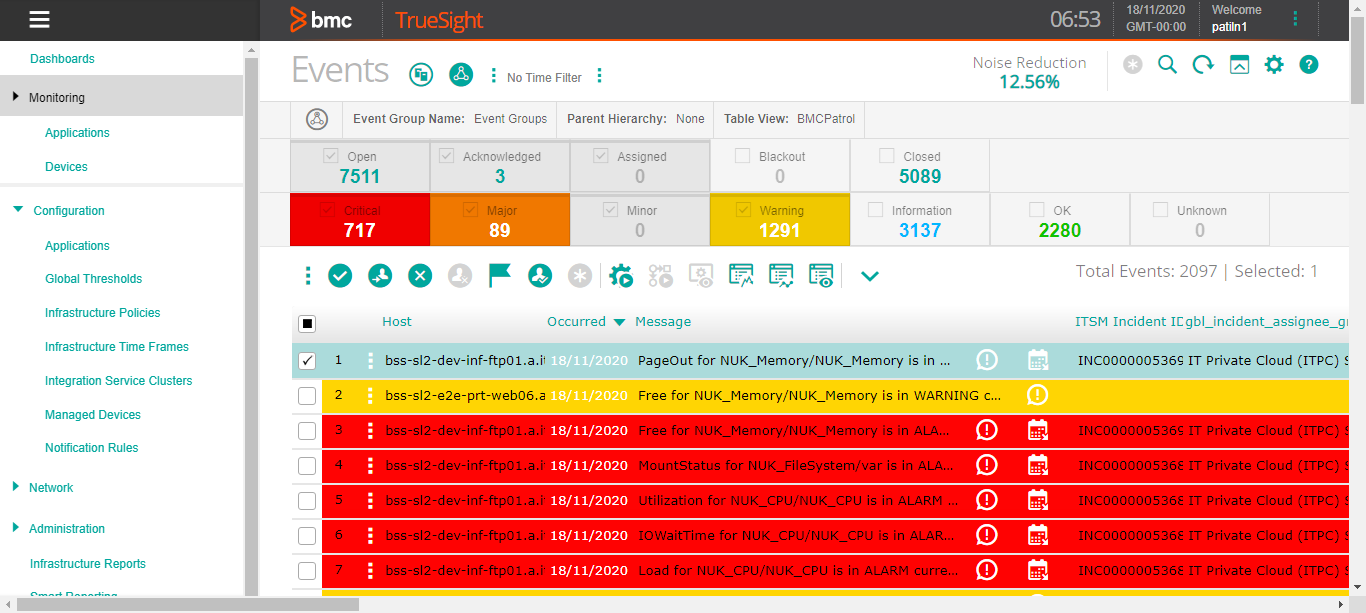 bmc TrueSight 06:53 18/11/2020 GMT-00:00 Welcome patiln1
Dashboards
Monitoring
Applications
Devices
Configuration
Applications
Global Thresholds
Infrastructure Policies
Infrastructure Time Frames
Integration Service Clusters
Managed Devices
Notification Rules
Network
Administration
Infrastructure Reports
Smart Reporting
Events No Time Filter Noise Reduction 12.56%
Event Group Name: Event Groups Parent Hierarchy: None Table View: BMCPatrol
Open Acknowledged Assigned Blackout Closed
7511 3 0 0 5089
Critical Major Minor Warning Information OK Unknown
717 89 0 1291 3137 2280 0
Total Events: 2097 | Selected: 1
Host Occurred Message ITSM Incident ID gbl_incident_assignee_gr
1 bss-sl2-dev-inf-ftp01.a.it 18/11/2020 PageOut for NUK_Memory/NUK_Memory is in ... INC0000005369 IT Private Cloud (ITPC) S
2 bss-sl2-e2e-prt-web06.a 18/11/2020 Free for NUK_Memory/NUK_Memory is in WARNING c...
3 bss-sl2-dev-inf-ftp01.a.it 18/11/2020 Free for NUK_Memory/NUK_Memory is in ALA... INC0000005369 IT Private Cloud (ITPC) S
4 bss-sl2-dev-inf-ftp01.a.it 18/11/2020 MountStatus for NUK_FileSystem/var is in ALA... INC0000005368 IT Private Cloud (ITPC) S
5 bss-sl2-dev-inf-ftp01.a.it 18/11/2020 Utilization for NUK_CPU/NUK_CPU is in ALARM ... INC0000005368 IT Private Cloud (ITPC) S
6 bss-sl2-dev-inf-ftp01.a.it 18/11/2020 IOWaitTime for NUK_CPU/NUK_CPU is in ALAR... INC0000005368 IT Private Cloud (ITPC) S
7 bss-sl2-dev-inf-ftp01.a.it 18/11/2020 Load for NUK_CPU/NUK_CPU is in ALARM curre... INC0000005368 IT Private Cloud (ITPC) S